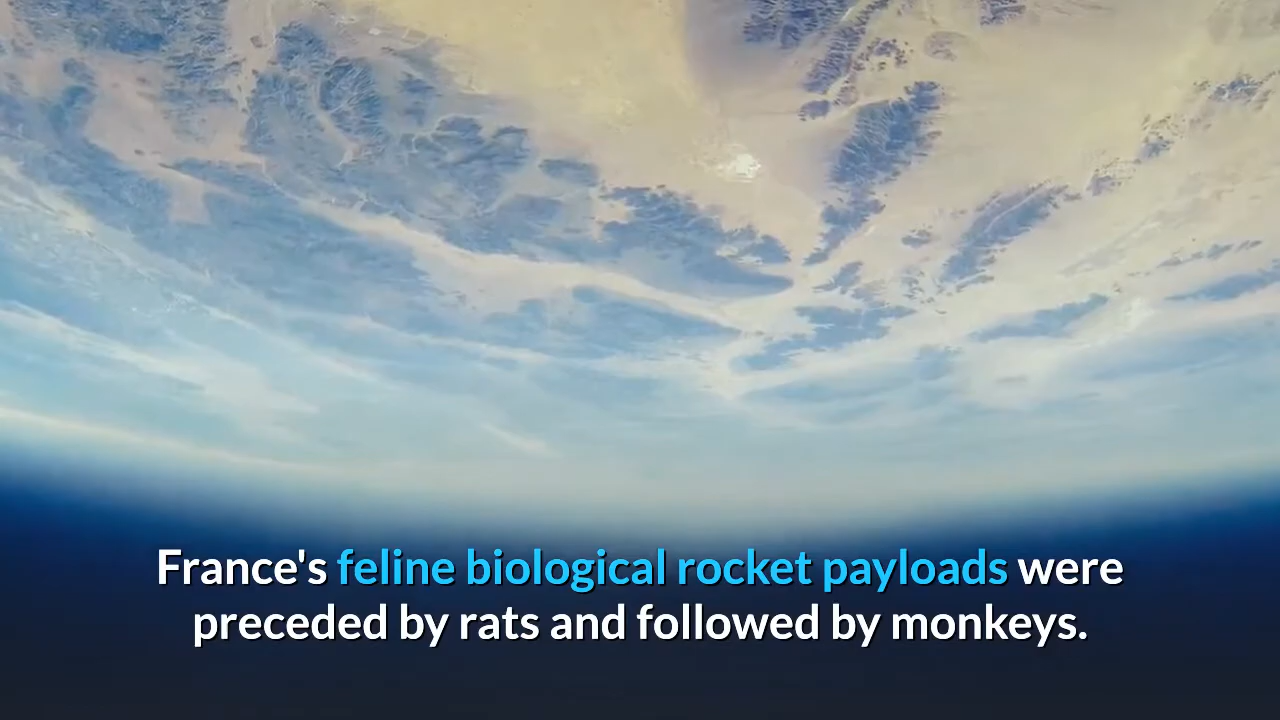 France's feline biological rocket payloads were
preceded by rats and followed by monkeys.